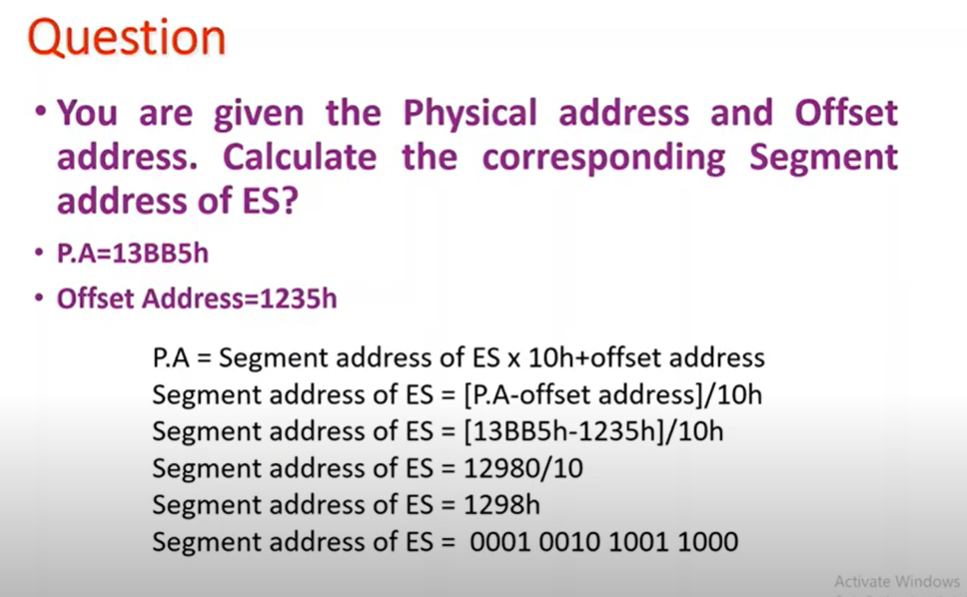 Question
• You are given the Physical address and Offset
address. Calculate the corresponding Segment
address of ES?
• P.A=13BB5h
• Offset Address=1235h
P.A = Segment address of ES x 10h+offset address
Segment address of ES = [P.A-offset address]/10h
Segment address of ES = [13BB5h-1235h]/10h
Segment address of ES = 12980/10
Segment address of ES = 1298h
Segment address of ES = 0001 0010 1001 1000
Activate Windows